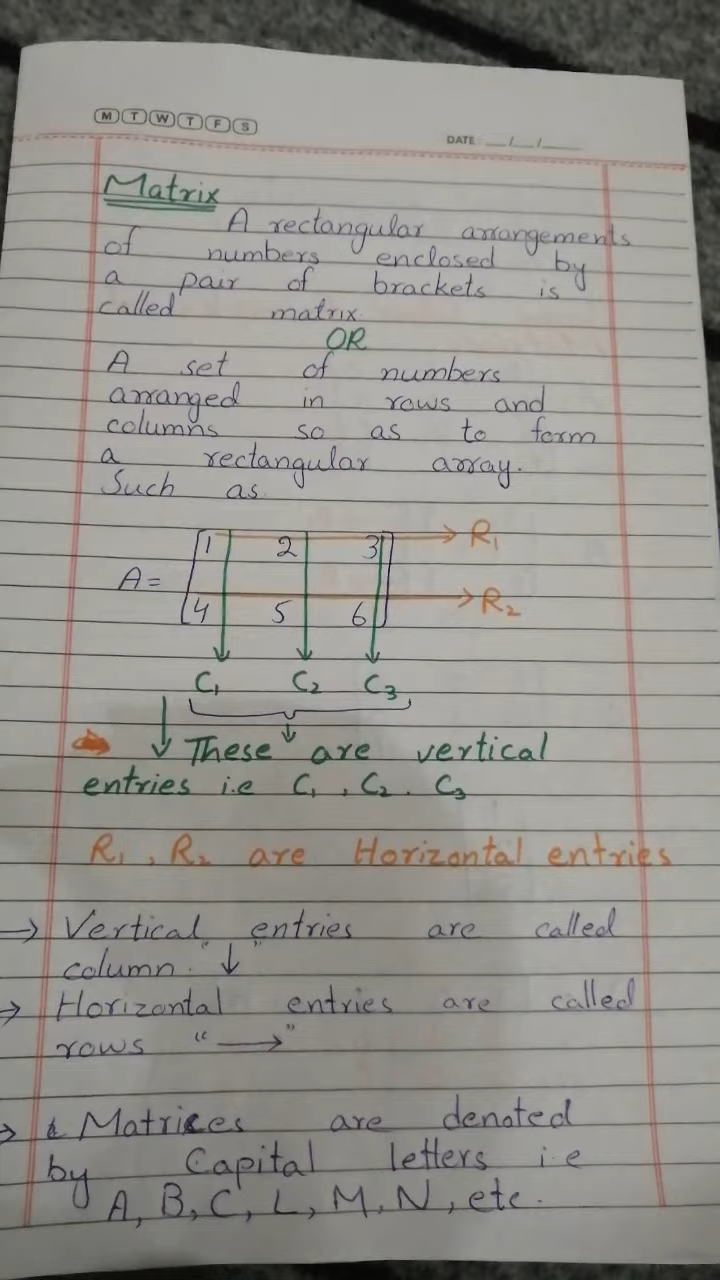 M T W T F S
DATE __/__/__
Matrix
A rectangular arrangements
of numbers enclosed by
a pair of brackets is
called matrix.
OR
A set of numbers
arranged in rows and
columns so as to form
a rectangular array.
Such as
1 2 3 → R₁
A =
4 5 6 → R₂
C₁ C₂ C₃
↓ These ↓ are vertical
entries i.e C₁, C₂. C₃
R₁, R₂ are Horizontal entries
→ Vertical entries are called
column. "↓"
→ Horizontal entries are called
rows "→"
→ Matrices are denoted
by Capital letters i.e
A, B, C, L, M, N, etc.